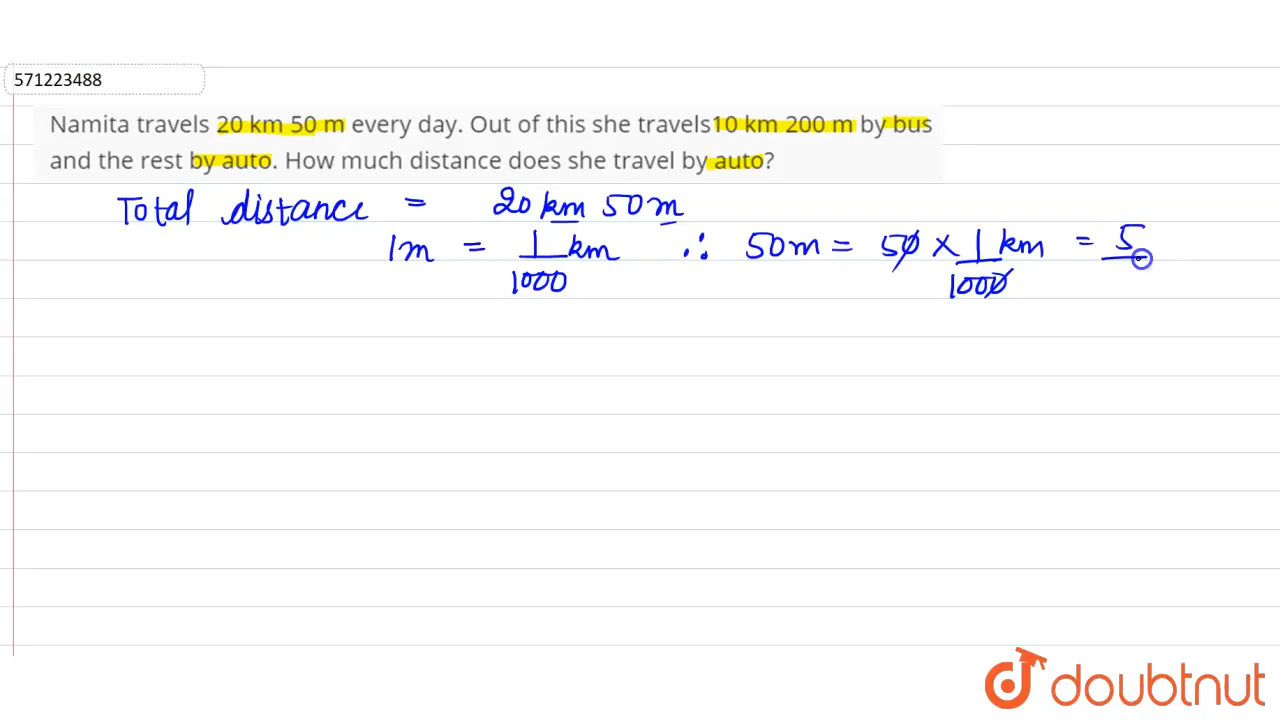 571223488
Namita travels 20 km 50 m every day. Out of this she travels10 km 200 m by bus
and the rest by auto. How much distance does she travel by auto?
Total distance = 20 km 50 m
1m = 1/1000 km ∴ 50m = 50 × 1/1000 km = 5/
doubtnut